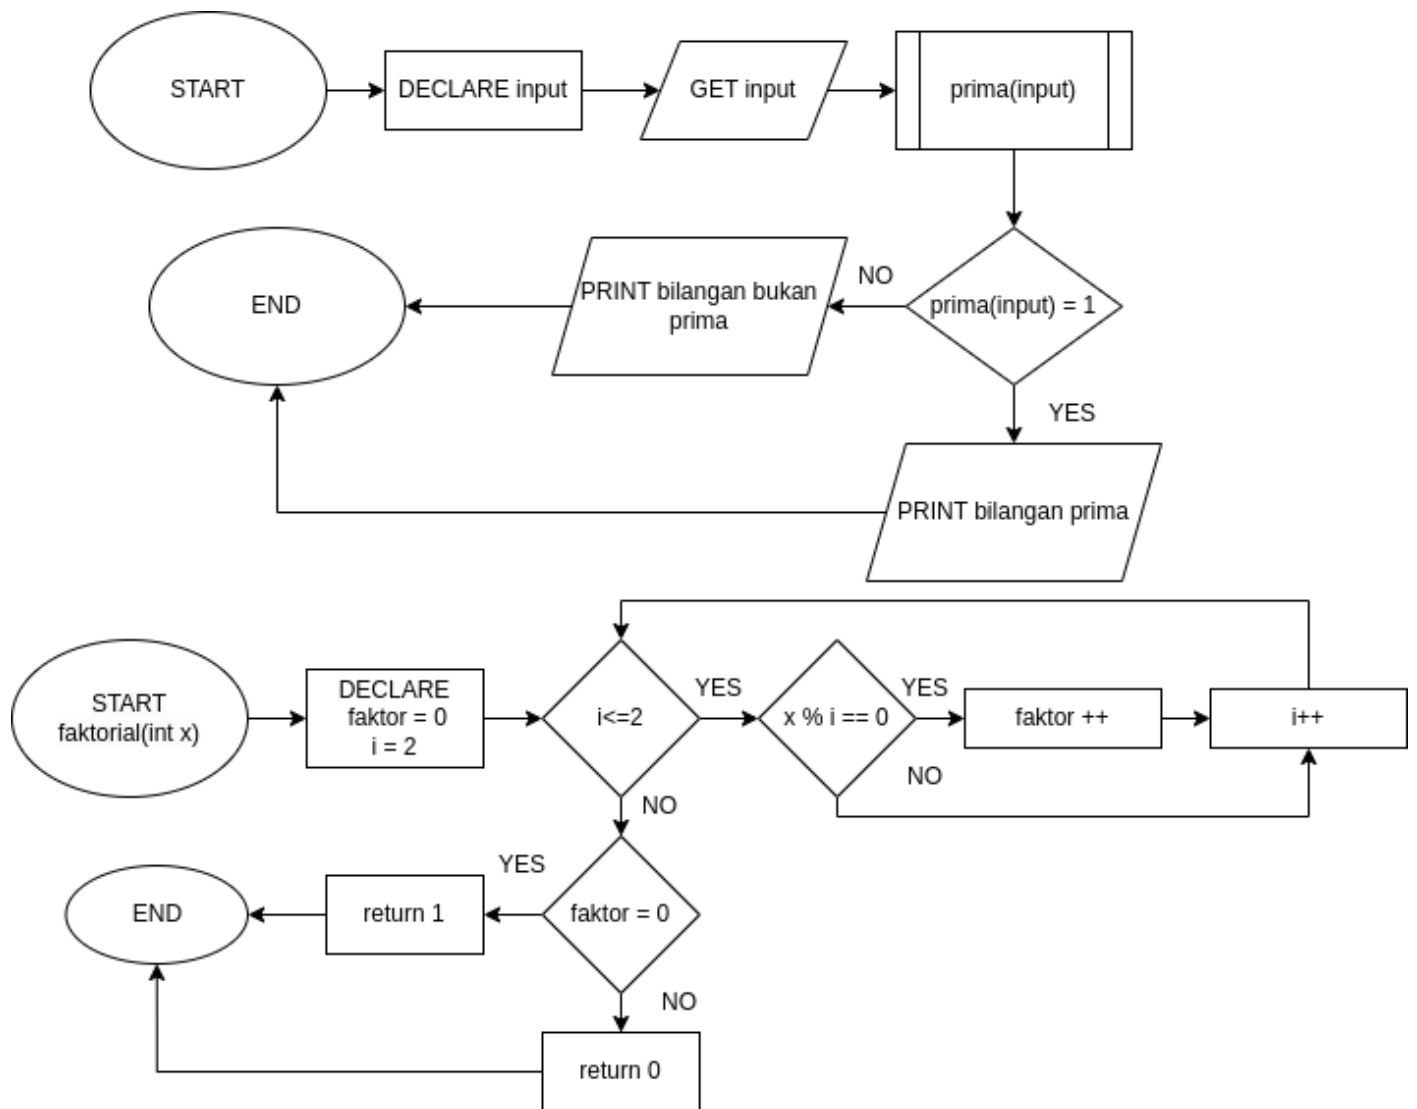 START
DECLARE input
GET input
prima(input)
END
PRINT bilangan bukan
prima
NO
prima(input) = 1
YES
PRINT bilangan prima
START
faktorial(int x)
DECLARE
faktor = 0
i = 2
i<=2
YES
x % i == 0
YES
faktor ++
i++
NO
NO
END
return 1
YES
faktor = 0
NO
return 0